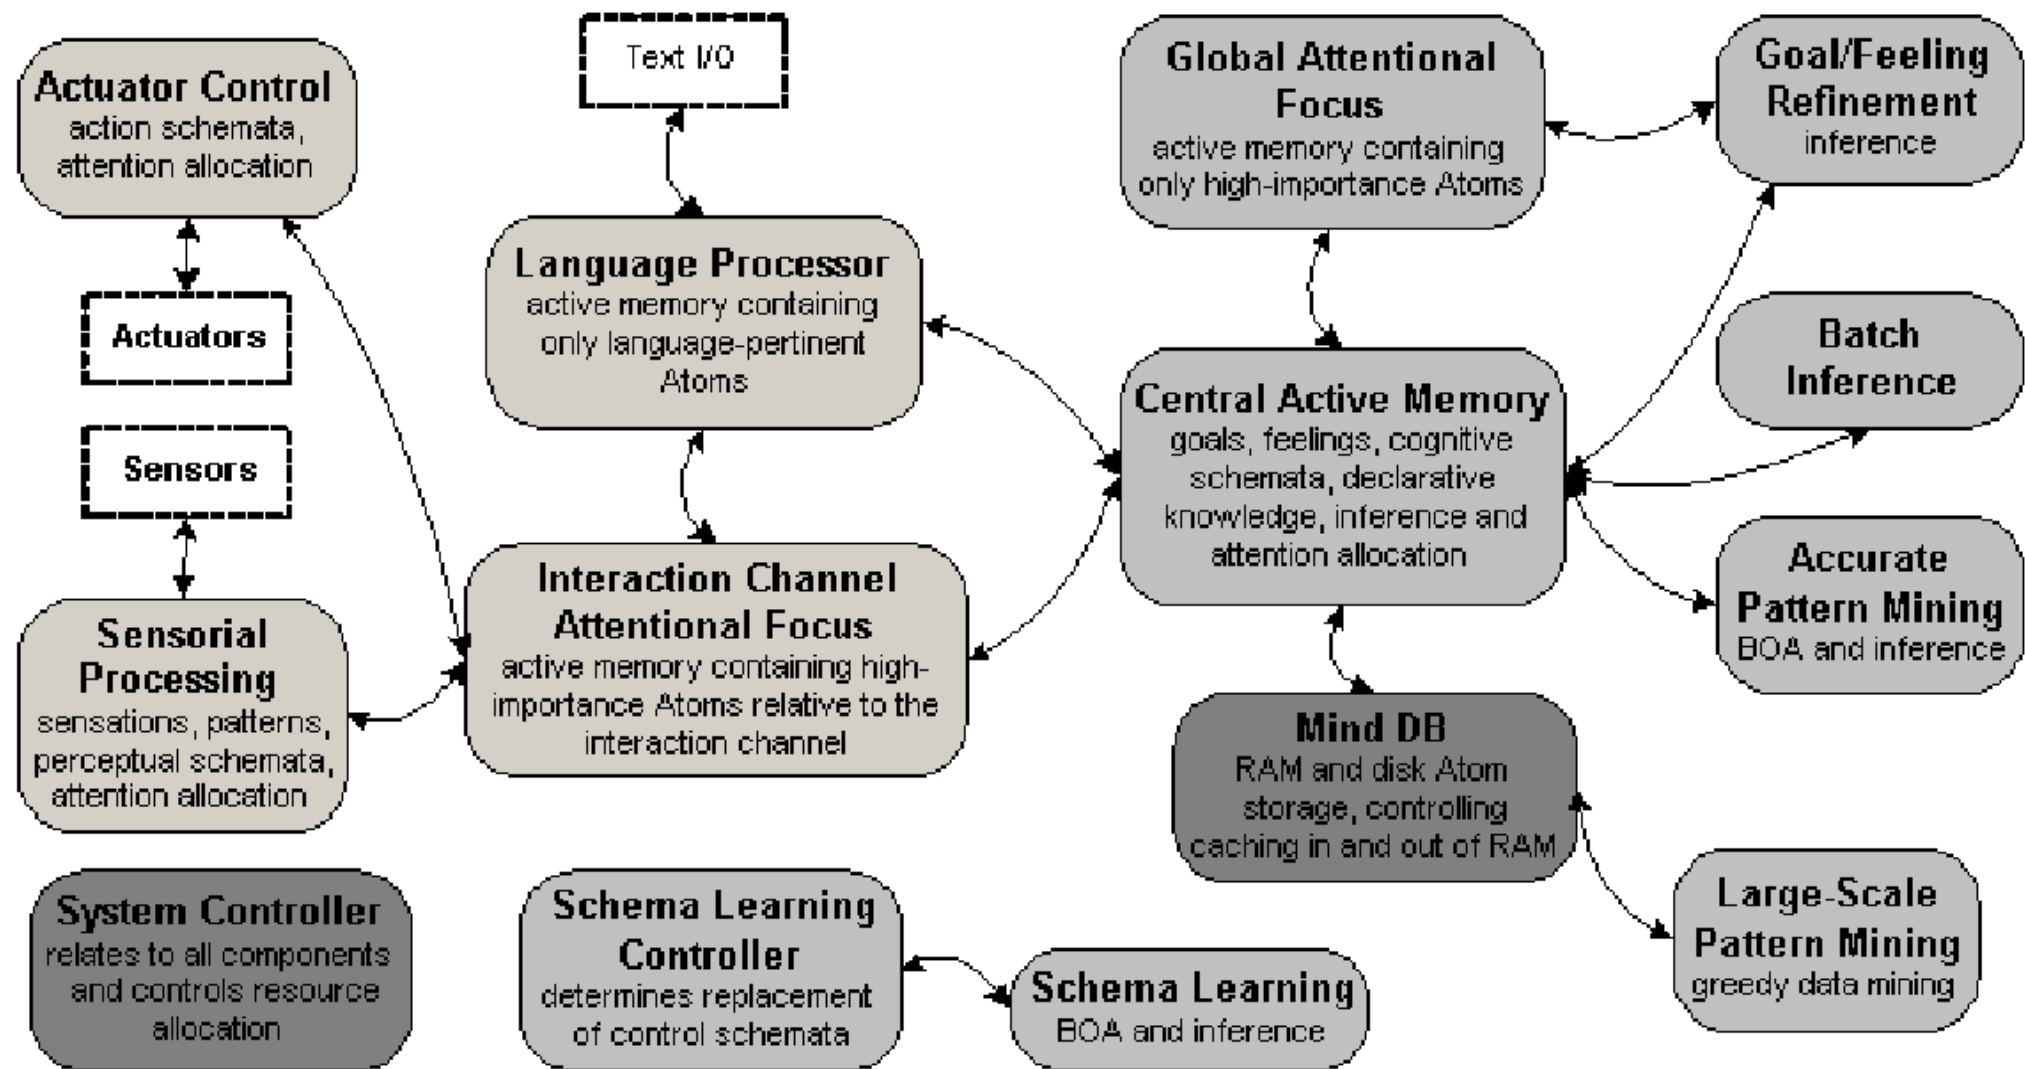 Actuator Control
action schemata,
attention allocation
Actuators
Sensors
Sensorial
Processing
sensations, patterns,
perceptual schemata,
attention allocation
System Controller
relates to all components
and controls resource
allocation
Text I/O
Language Processor
active memory containing
only language-pertinent
Atoms
Interaction Channel
Attentional Focus
active memory containing high-
importance Atoms relative to the
interaction channel
Schema Learning
Controller
determines replacement
of control schemata
Schema Learning
BOA and inference
Global Attentional
Focus
active memory containing
only high-importance Atoms
Central Active Memory
goals, feelings, cognitive
schemata, declarative
knowledge, inference and
attention allocation
Mind DB
RAM and disk Atom
storage, controlling
caching in and out of RAM
Goal/Feeling
Refinement
inference
Batch
Inference
Accurate
Pattern Mining
BOA and inference
Large-Scale
Pattern Mining
greedy data mining